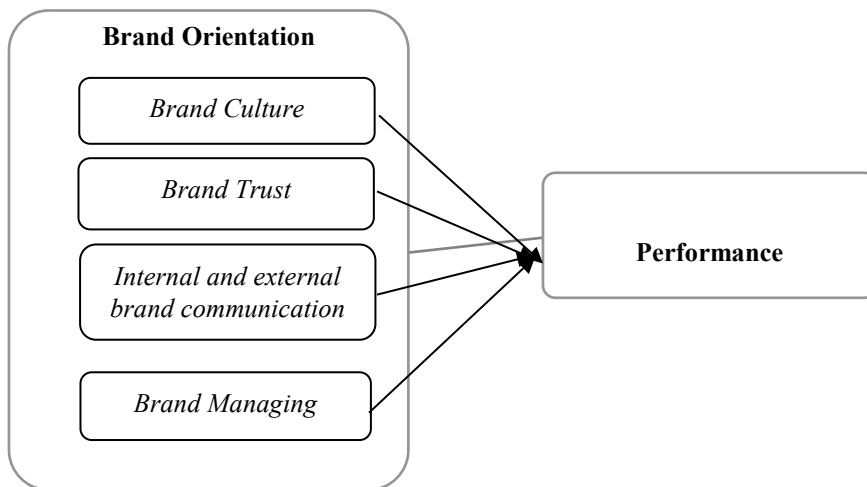 Brand Orientation
Brand Culture
Brand Trust
Internal and external
brand communication
Brand Managing
Performance